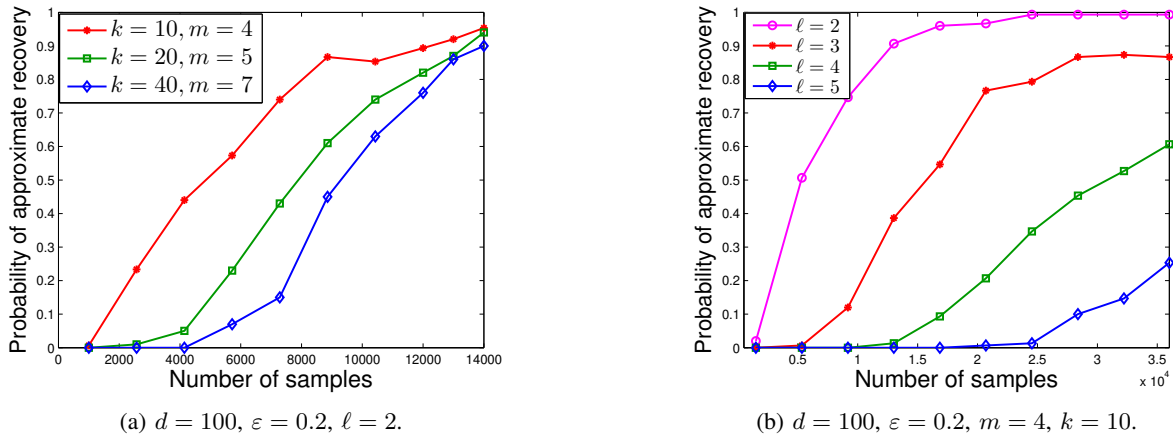 Probability of approximate recovery
1
0.9
0.8
0.7
0.6
0.5
0.4
0.3
0.2
0.1
0
k = 10, m = 4
k = 20, m = 5
k = 40, m = 7
0 2000 4000 6000 8000 10000 12000 14000
Number of samples
(a) d = 100, ε = 0.2, ℓ = 2.
Probability of approximate recovery
1
0.9
0.8
0.7
0.6
0.5
0.4
0.3
0.2
0.1
0
ℓ = 2
ℓ = 3
ℓ = 4
ℓ = 5
0.5 1 1.5 2 2.5 3 3.5
x 10⁴
Number of samples
(b) d = 100, ε = 0.2, m = 4, k = 10.